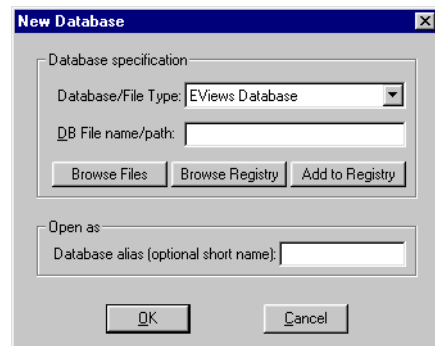 New Database
Database specification
Database/File Type: EViews Database
DB File name/path:
Browse Files Browse Registry Add to Registry
Open as
Database alias (optional short name):
OK Cancel